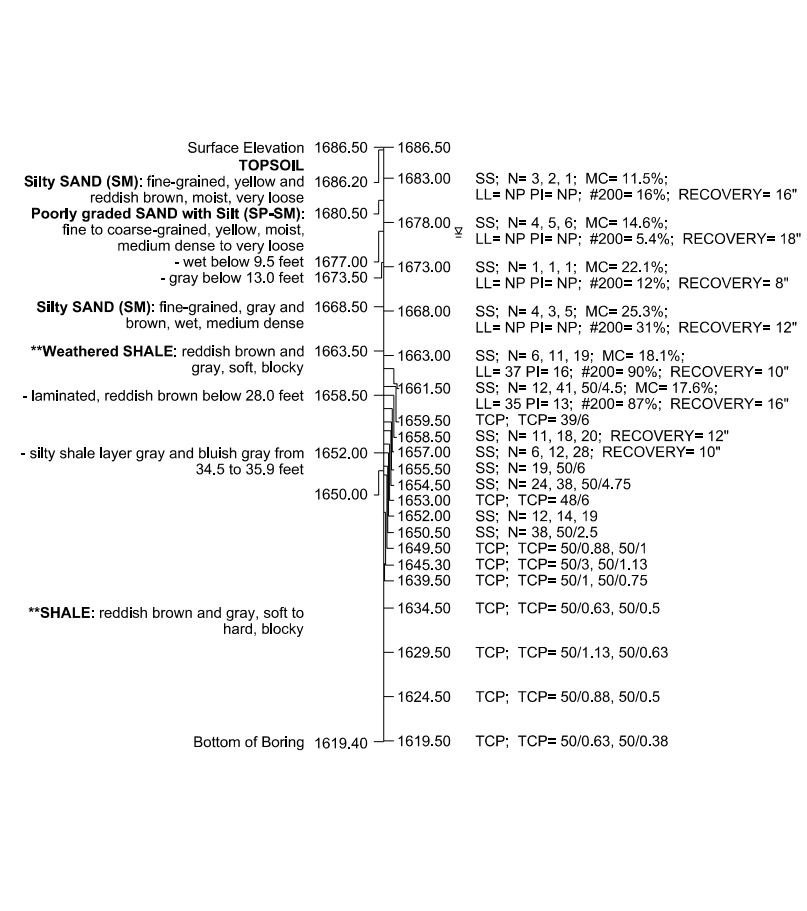 Surface Elevation 1686.50 1686.50
TOPSOIL
Silty SAND (SM): fine-grained, yellow and 1686.20
reddish brown, moist, very loose
1683.00 SS; N= 3, 2, 1; MC= 11.5%;
LL= NP PI= NP; #200= 16%; RECOVERY= 16"
Poorly graded SAND with Silt (SP-SM): 1680.50
fine to coarse-grained, yellow, moist,
medium dense to very loose
1678.00 SS; N= 4, 5, 6; MC= 14.6%;
LL= NP PI= NP; #200= 5.4%; RECOVERY= 18"
- wet below 9.5 feet 1677.00
- gray below 13.0 feet 1673.50
1673.00 SS; N= 1, 1, 1; MC= 22.1%;
LL= NP PI= NP; #200= 12%; RECOVERY= 8"
Silty SAND (SM): fine-grained, gray and 1668.50
brown, wet, medium dense
1668.00 SS; N= 4, 3, 5; MC= 25.3%;
LL= NP PI= NP; #200= 31%; RECOVERY= 12"
**Weathered SHALE: reddish brown and 1663.50
gray, soft, blocky
1663.00 SS; N= 6, 11, 19; MC= 18.1%;
LL= 37 PI= 16; #200= 90%; RECOVERY= 10"
1661.50 SS; N= 12, 41, 50/4.5; MC= 17.6%;
LL= 35 PI= 13; #200= 87%; RECOVERY= 16"
- laminated, reddish brown below 28.0 feet 1658.50
1659.50 TCP; TCP= 39/6
1658.50 SS; N= 11, 18, 20; RECOVERY= 12"
1657.00 SS; N= 6, 12, 28; RECOVERY= 10"
- silty shale layer gray and bluish gray from 1652.00
34.5 to 35.9 feet
1655.50 SS; N= 19, 50/6
1654.50 SS; N= 24, 38, 50/4.75
1650.00
1653.00 TCP; TCP= 48/6
1652.00 SS; N= 12, 14, 19
1650.50 SS; N= 38, 50/2.5
1649.50 TCP; TCP= 50/0.88, 50/1
1645.30 TCP; TCP= 50/3, 50/1.13
1639.50 TCP; TCP= 50/1, 50/0.75
**SHALE: reddish brown and gray, soft to
hard, blocky
1634.50 TCP; TCP= 50/0.63, 50/0.5
1629.50 TCP; TCP= 50/1.13, 50/0.63
1624.50 TCP; TCP= 50/0.88, 50/0.5
Bottom of Boring 1619.40 1619.50 TCP; TCP= 50/0.63, 50/0.38